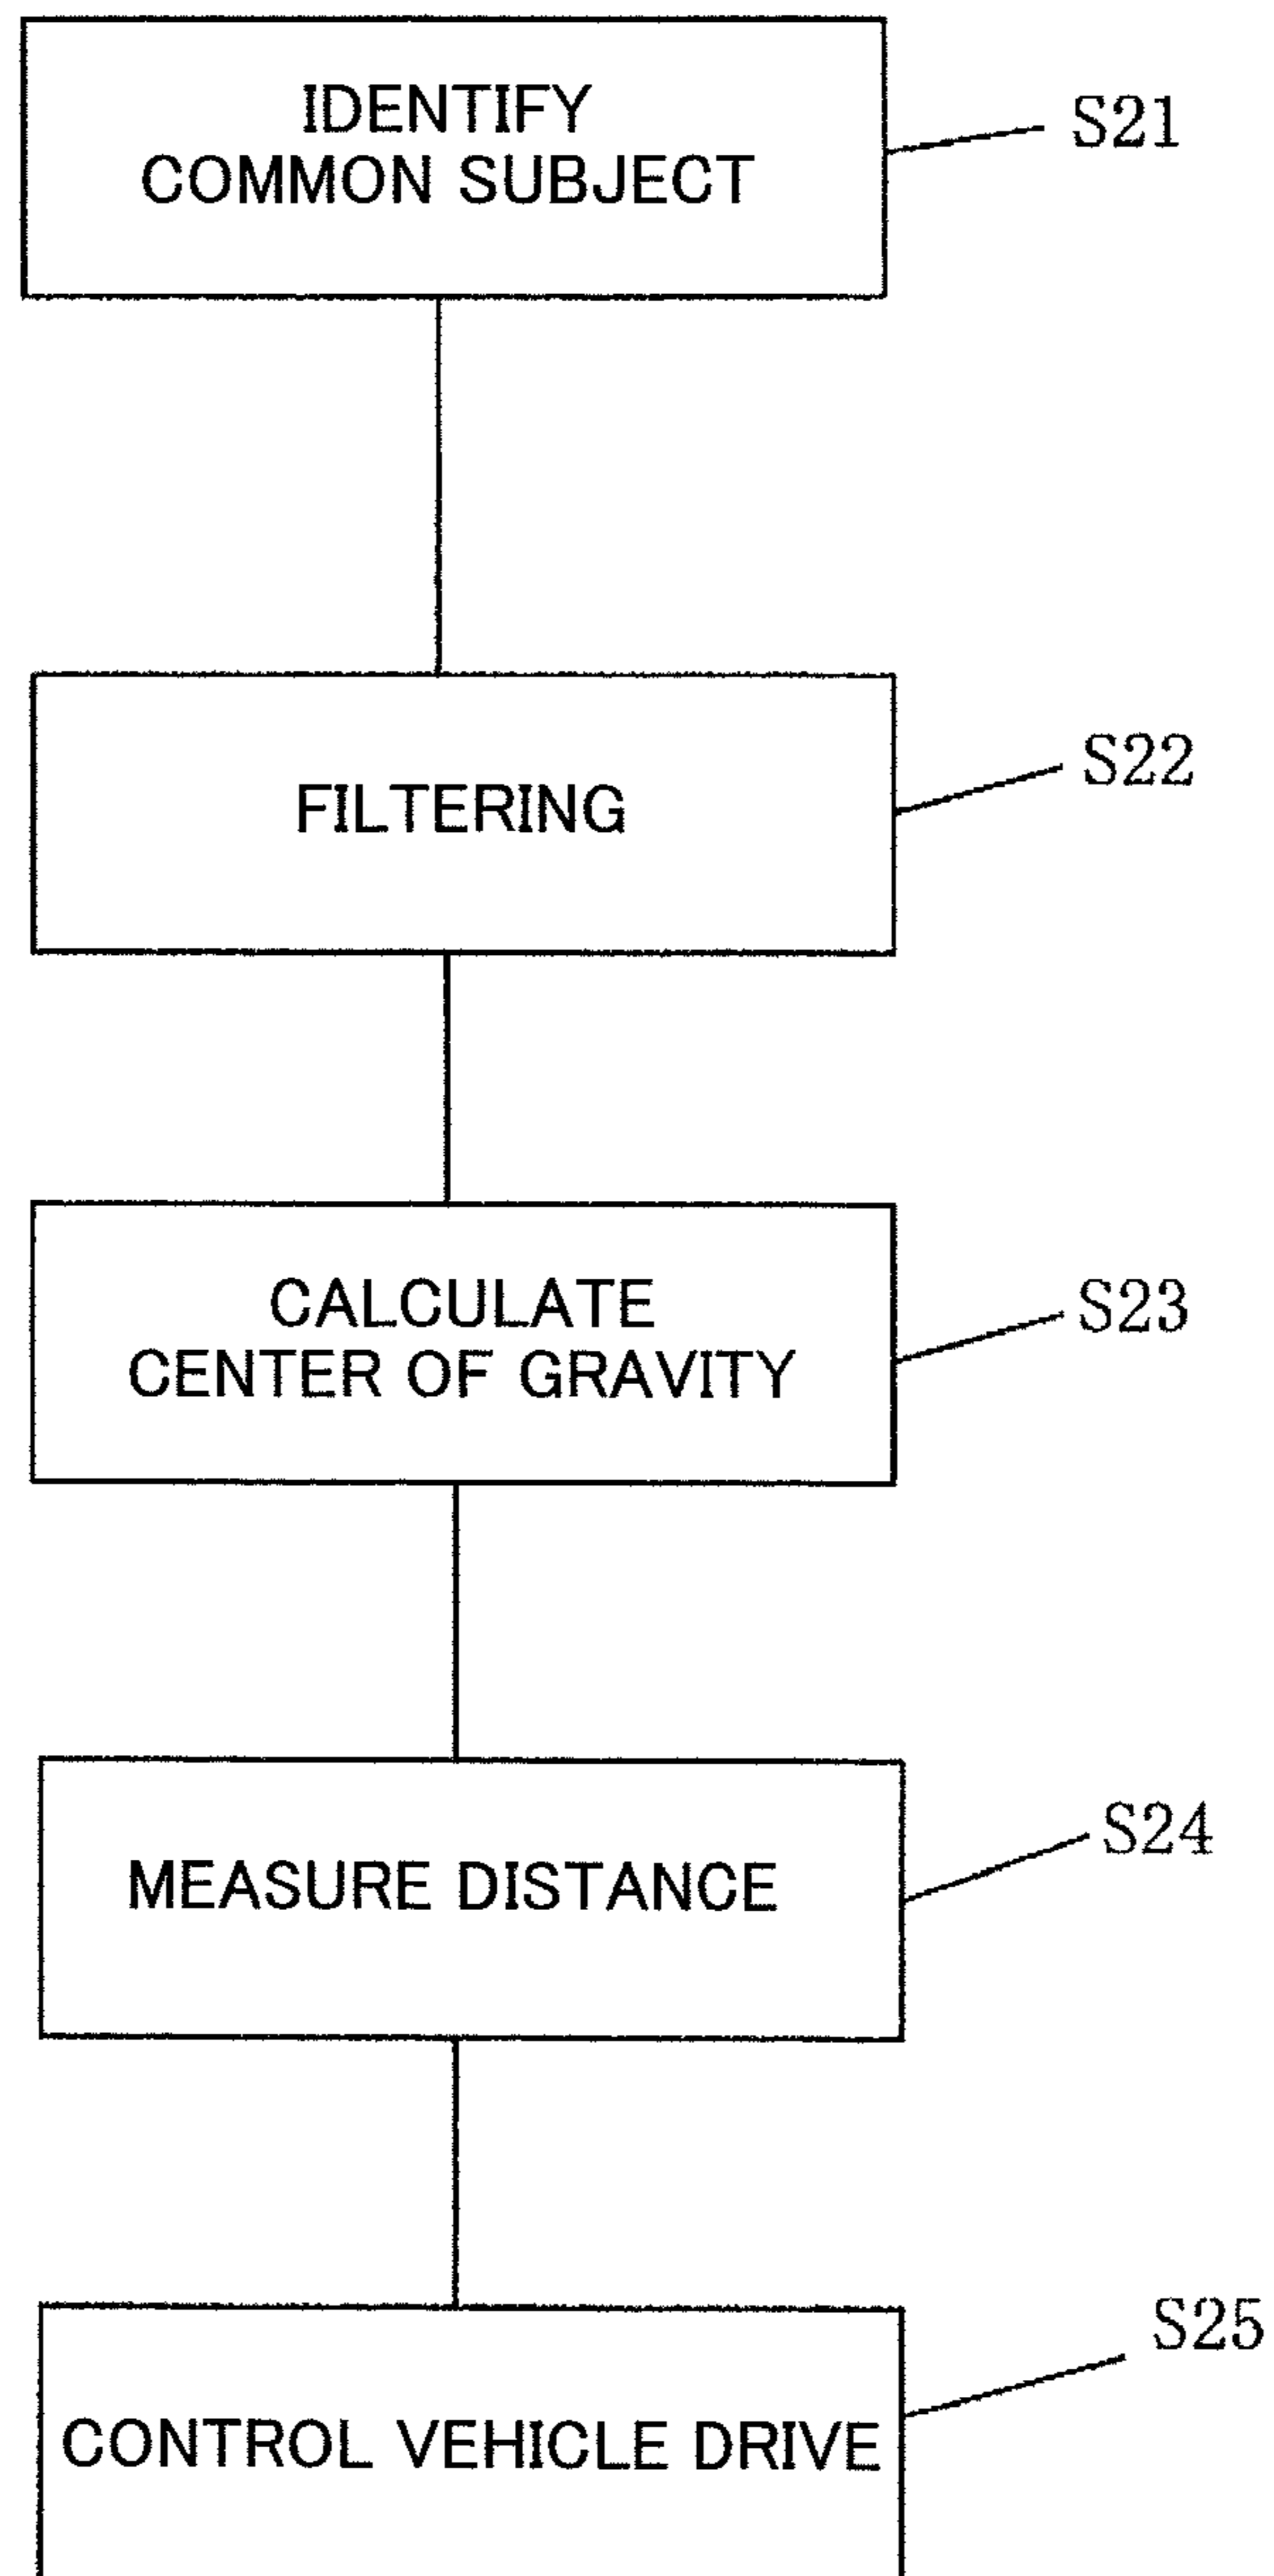 IDENTIFY
COMMON SUBJECT
S21
FILTERING
S22
CALCULATE
CENTER OF GRAVITY
S23
MEASURE DISTANCE
S24
CONTROL VEHICLE DRIVE
S25